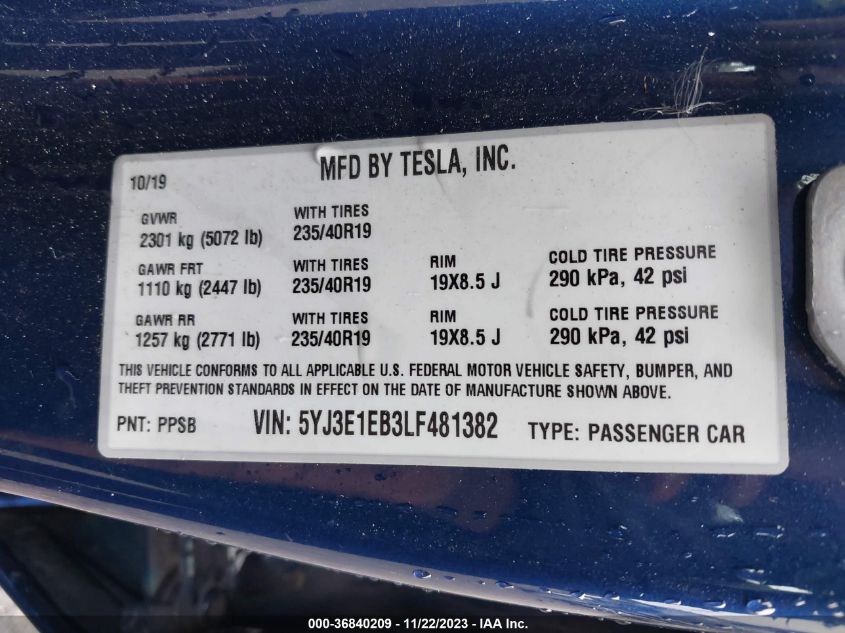 MFD BY TESLA, INC.
10/19
GVWR WITH TIRES
2301 kg (5072 lb) 235/40R19
GAWR FRT WITH TIRES RIM COLD TIRE PRESSURE
1110 kg (2447 lb) 235/40R19 19X8.5 J 290 kPa, 42 psi
GAWR RR WITH TIRES RIM COLD TIRE PRESSURE
1257 kg (2771 lb) 235/40R19 19X8.5 J 290 kPa, 42 psi
THIS VEHICLE CONFORMS TO ALL APPLICABLE U.S. FEDERAL MOTOR VEHICLE SAFETY, BUMPER, AND
THEFT PREVENTION STANDARDS IN EFFECT ON THE DATE OF MANUFACTURE SHOWN ABOVE.
PNT: PPSB VIN: 5YJ3E1EB3LF481382 TYPE: PASSENGER CAR
000-36840209 - 11/22/2023 - IAA Inc.